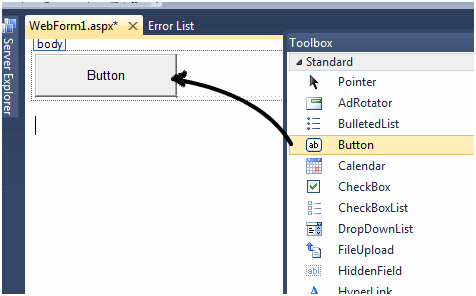 WebForm1.aspx* X Error List
Server Explorer
body
Button
Toolbox
Standard
Pointer
AdRotator
ab Button
BulletedList
Calendar
CheckBox
CheckBoxList
DropDownList
FileUpload
abl HiddenField
A HyperLink